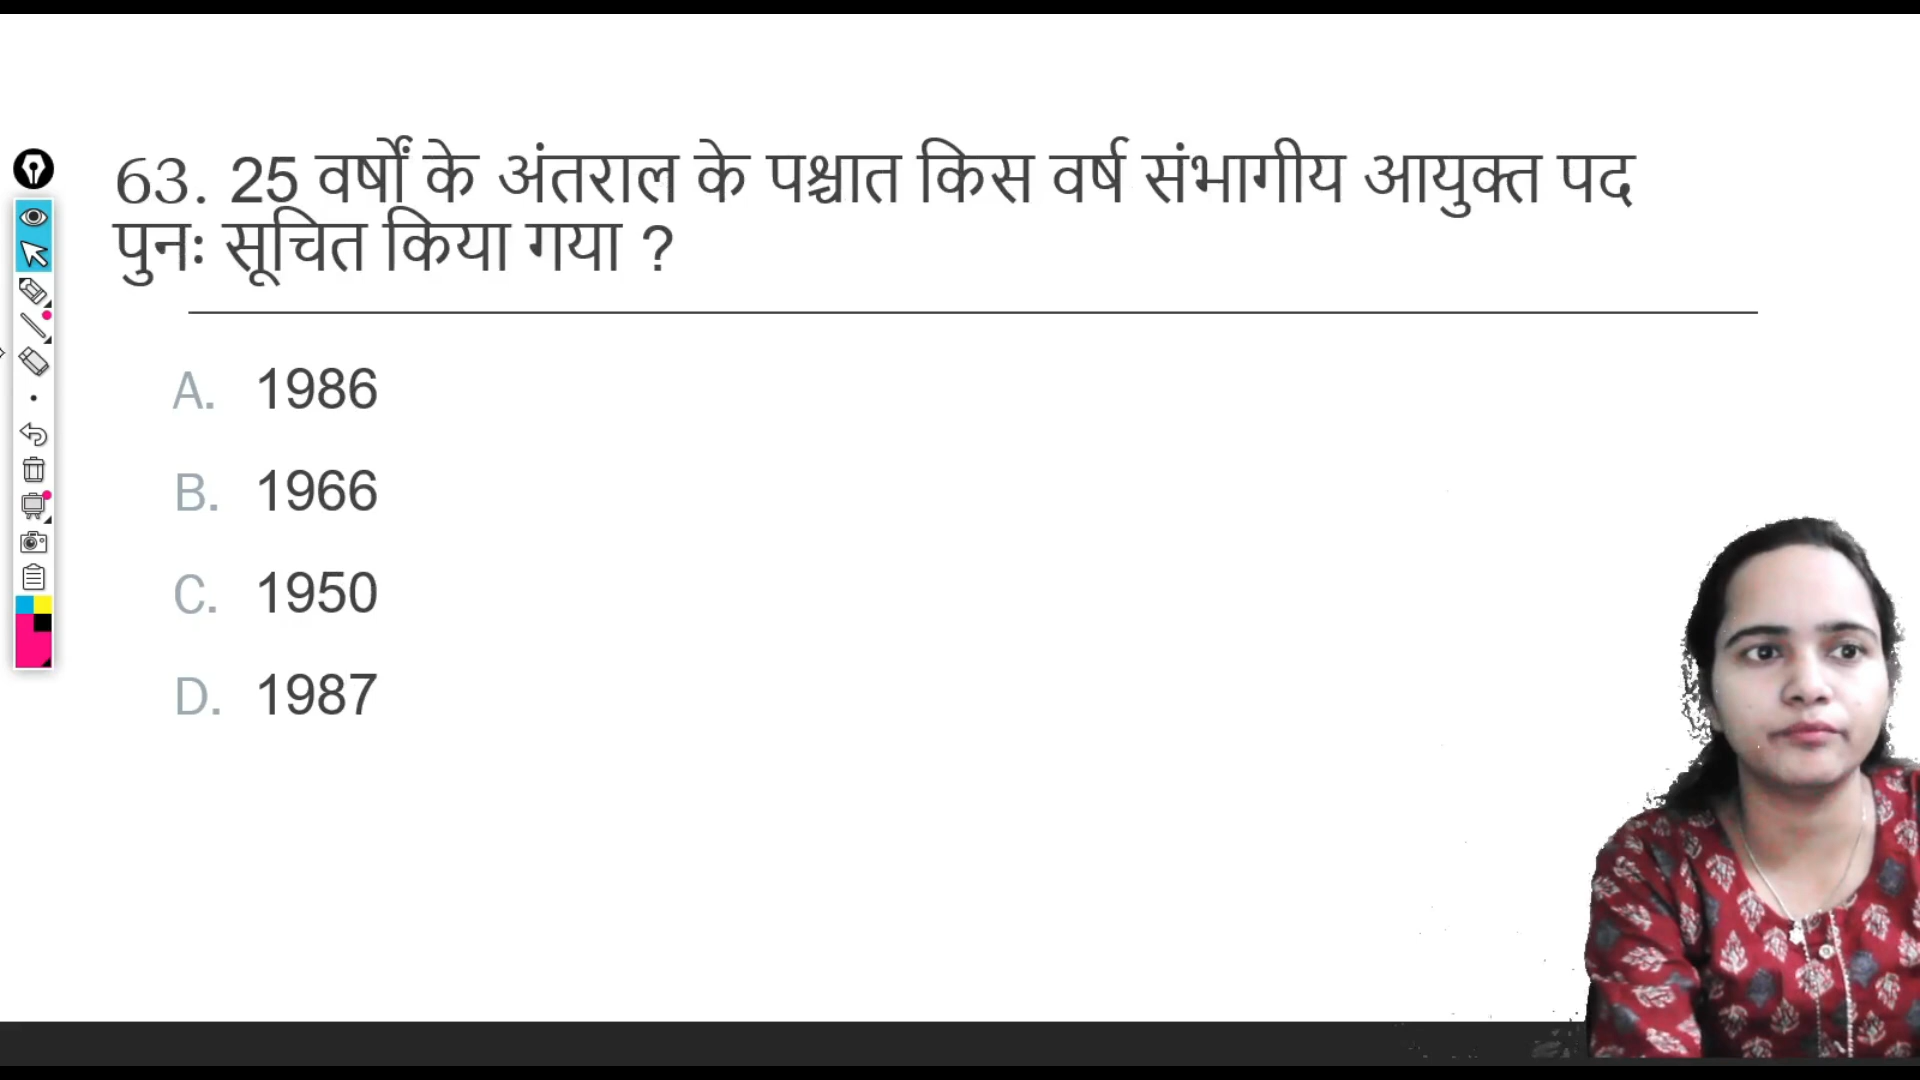 63. 25 वर्षों के अंतराल के पश्चात किस वर्ष संभागीय आयुक्त पद
पुनः सूचित किया गया ?
A. 1986
B. 1966
C. 1950
D. 1987